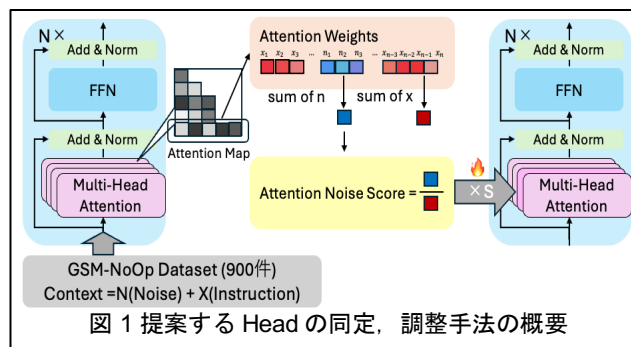 N×
Add & Norm
FFN
Add & Norm
Multi-Head
Attention
Attention Map
GSM-NoOp Dataset (900件)
Context =N(Noise) + X(Instruction)
Attention Weights
x₁ x₂ x₃ ... n₁ n₂ n₃ ... xₙ₋₃ xₙ₋₂ xₙ₋₁ xₙ
sum of n
sum of x
Attention Noise Score =
× S
N×
Add & Norm
FFN
Add & Norm
Multi-Head
Attention
図 1 提案する Head の同定，調整手法の概要